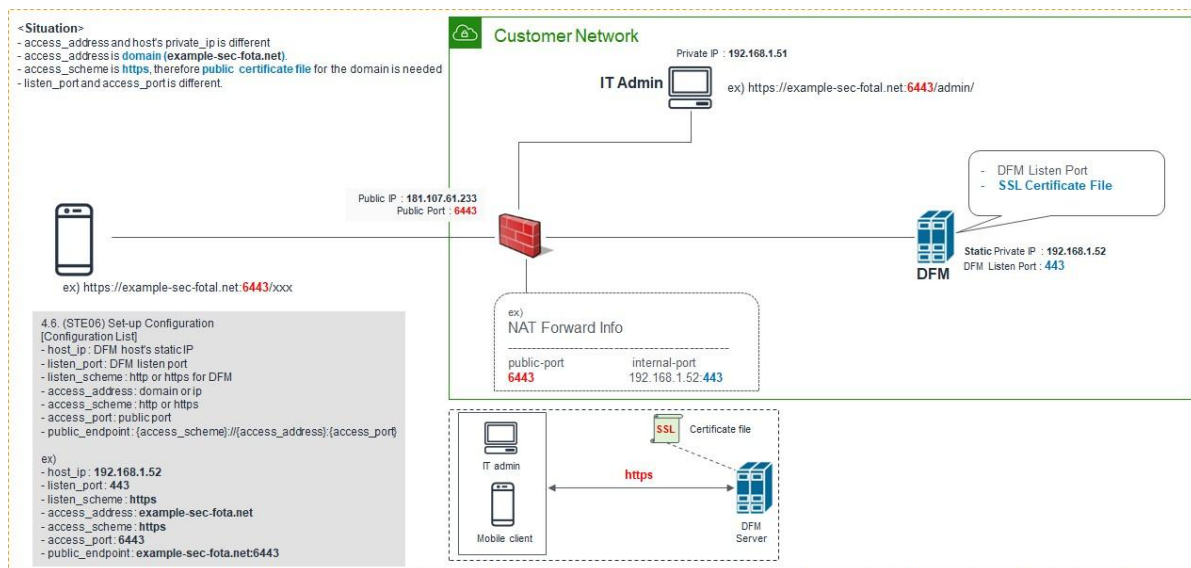 <Situation>
- access_address and host's private_ip is different
- access_address is domain (example-sec-fota.net).
- access_scheme is https, therefore public certificate file for the domain is needed
- listen_port and access_port is different.
Customer Network
Private IP : 192.168.1.51
IT Admin
ex) https://example-sec-fotal.net:6443/admin/
- DFM Listen Port
- SSL Certificate File
Public IP : 181.107.61.233
Public Port : 6443
Static Private IP : 192.168.1.52
DFM Listen Port : 443
DFM
ex) https://example-sec-fotal.net:6443/xxx
ex)
NAT Forward Info
public-port internal-port
6443 192.168.1.52:443
4.6. (STE06) Set-up Configuration
[Configuration List]
- host_ip : DFM host's static IP
- listen_port : DFM listen port
- listen_scheme : http or https for DFM
- access_address : domain or ip
- access_scheme : http or https
- access_port : public port
- public_endpoint : {access_scheme}://{access_address}:{access_port}
ex)
- host_ip : 192.168.1.52
- listen_port : 443
- listen_scheme : https
- access_address : example-sec-fota.net
- access_scheme : https
- access_port : 6443
- public_endpoint : example-sec-fota.net:6443
SSL Certificate file
IT admin
https
Mobile client
DFM
Server